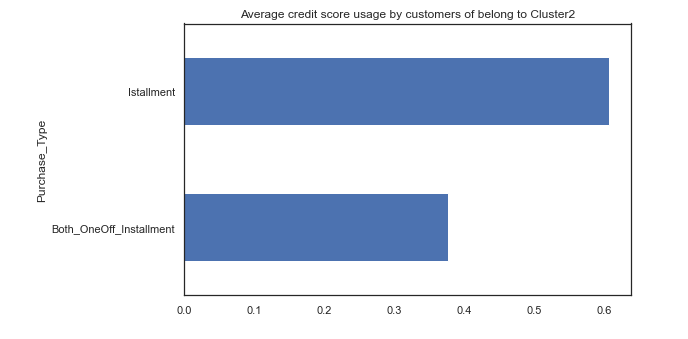 Average credit score usage by customers of belong to Cluster2
Istallment
Purchase_Type
Both_OneOff_Installment
0.0 0.1 0.2 0.3 0.4 0.5 0.6